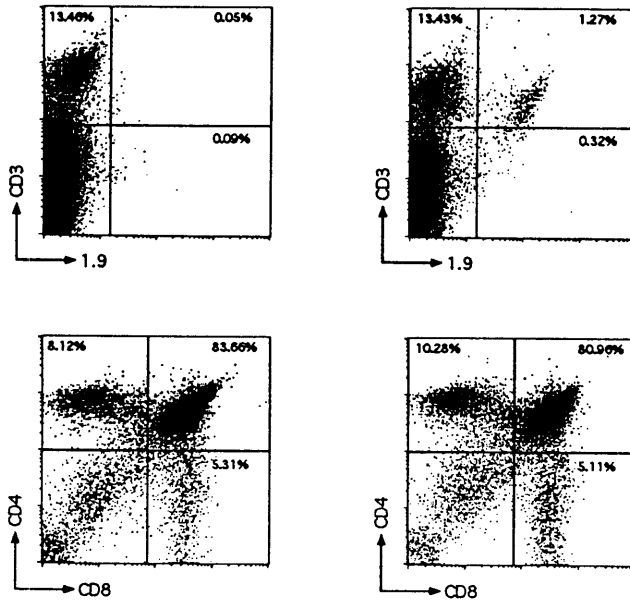 13.46% 0.05%
0.09%
CD3
1.9
13.43% 1.27%
0.32%
CD3
1.9
8.12% 83.66%
5.31%
CD4
CD8
10.28% 80.96%
5.11%
CD4
CD8